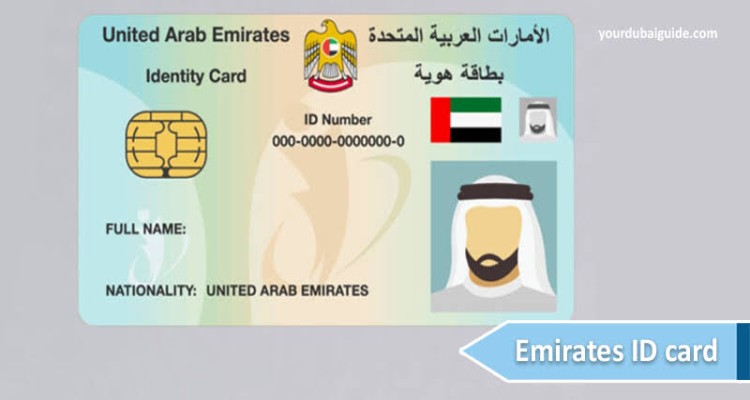 yourdubaiguide.com
United Arab Emirates
الأمارات العربية المتحدة
Identity Card
بطاقة هوية
ID Number
000-0000-0000000-0
FULL NAME:
NATIONALITY: UNITED ARAB EMIRATES
Emirates ID card